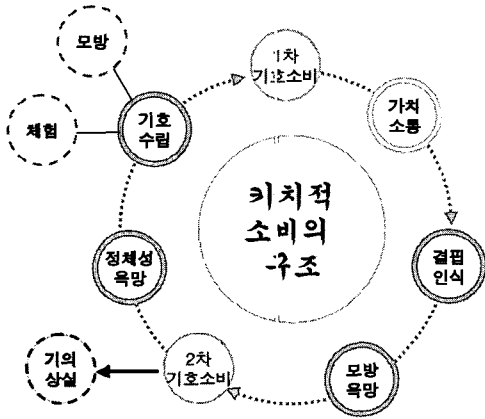 모방
체험
기호
수립
1차
기호소비
가치
소통
키치적
소비의
구조
결핍
인식
정체성
욕망
기의
상실
2차
기호소비
모방
욕망